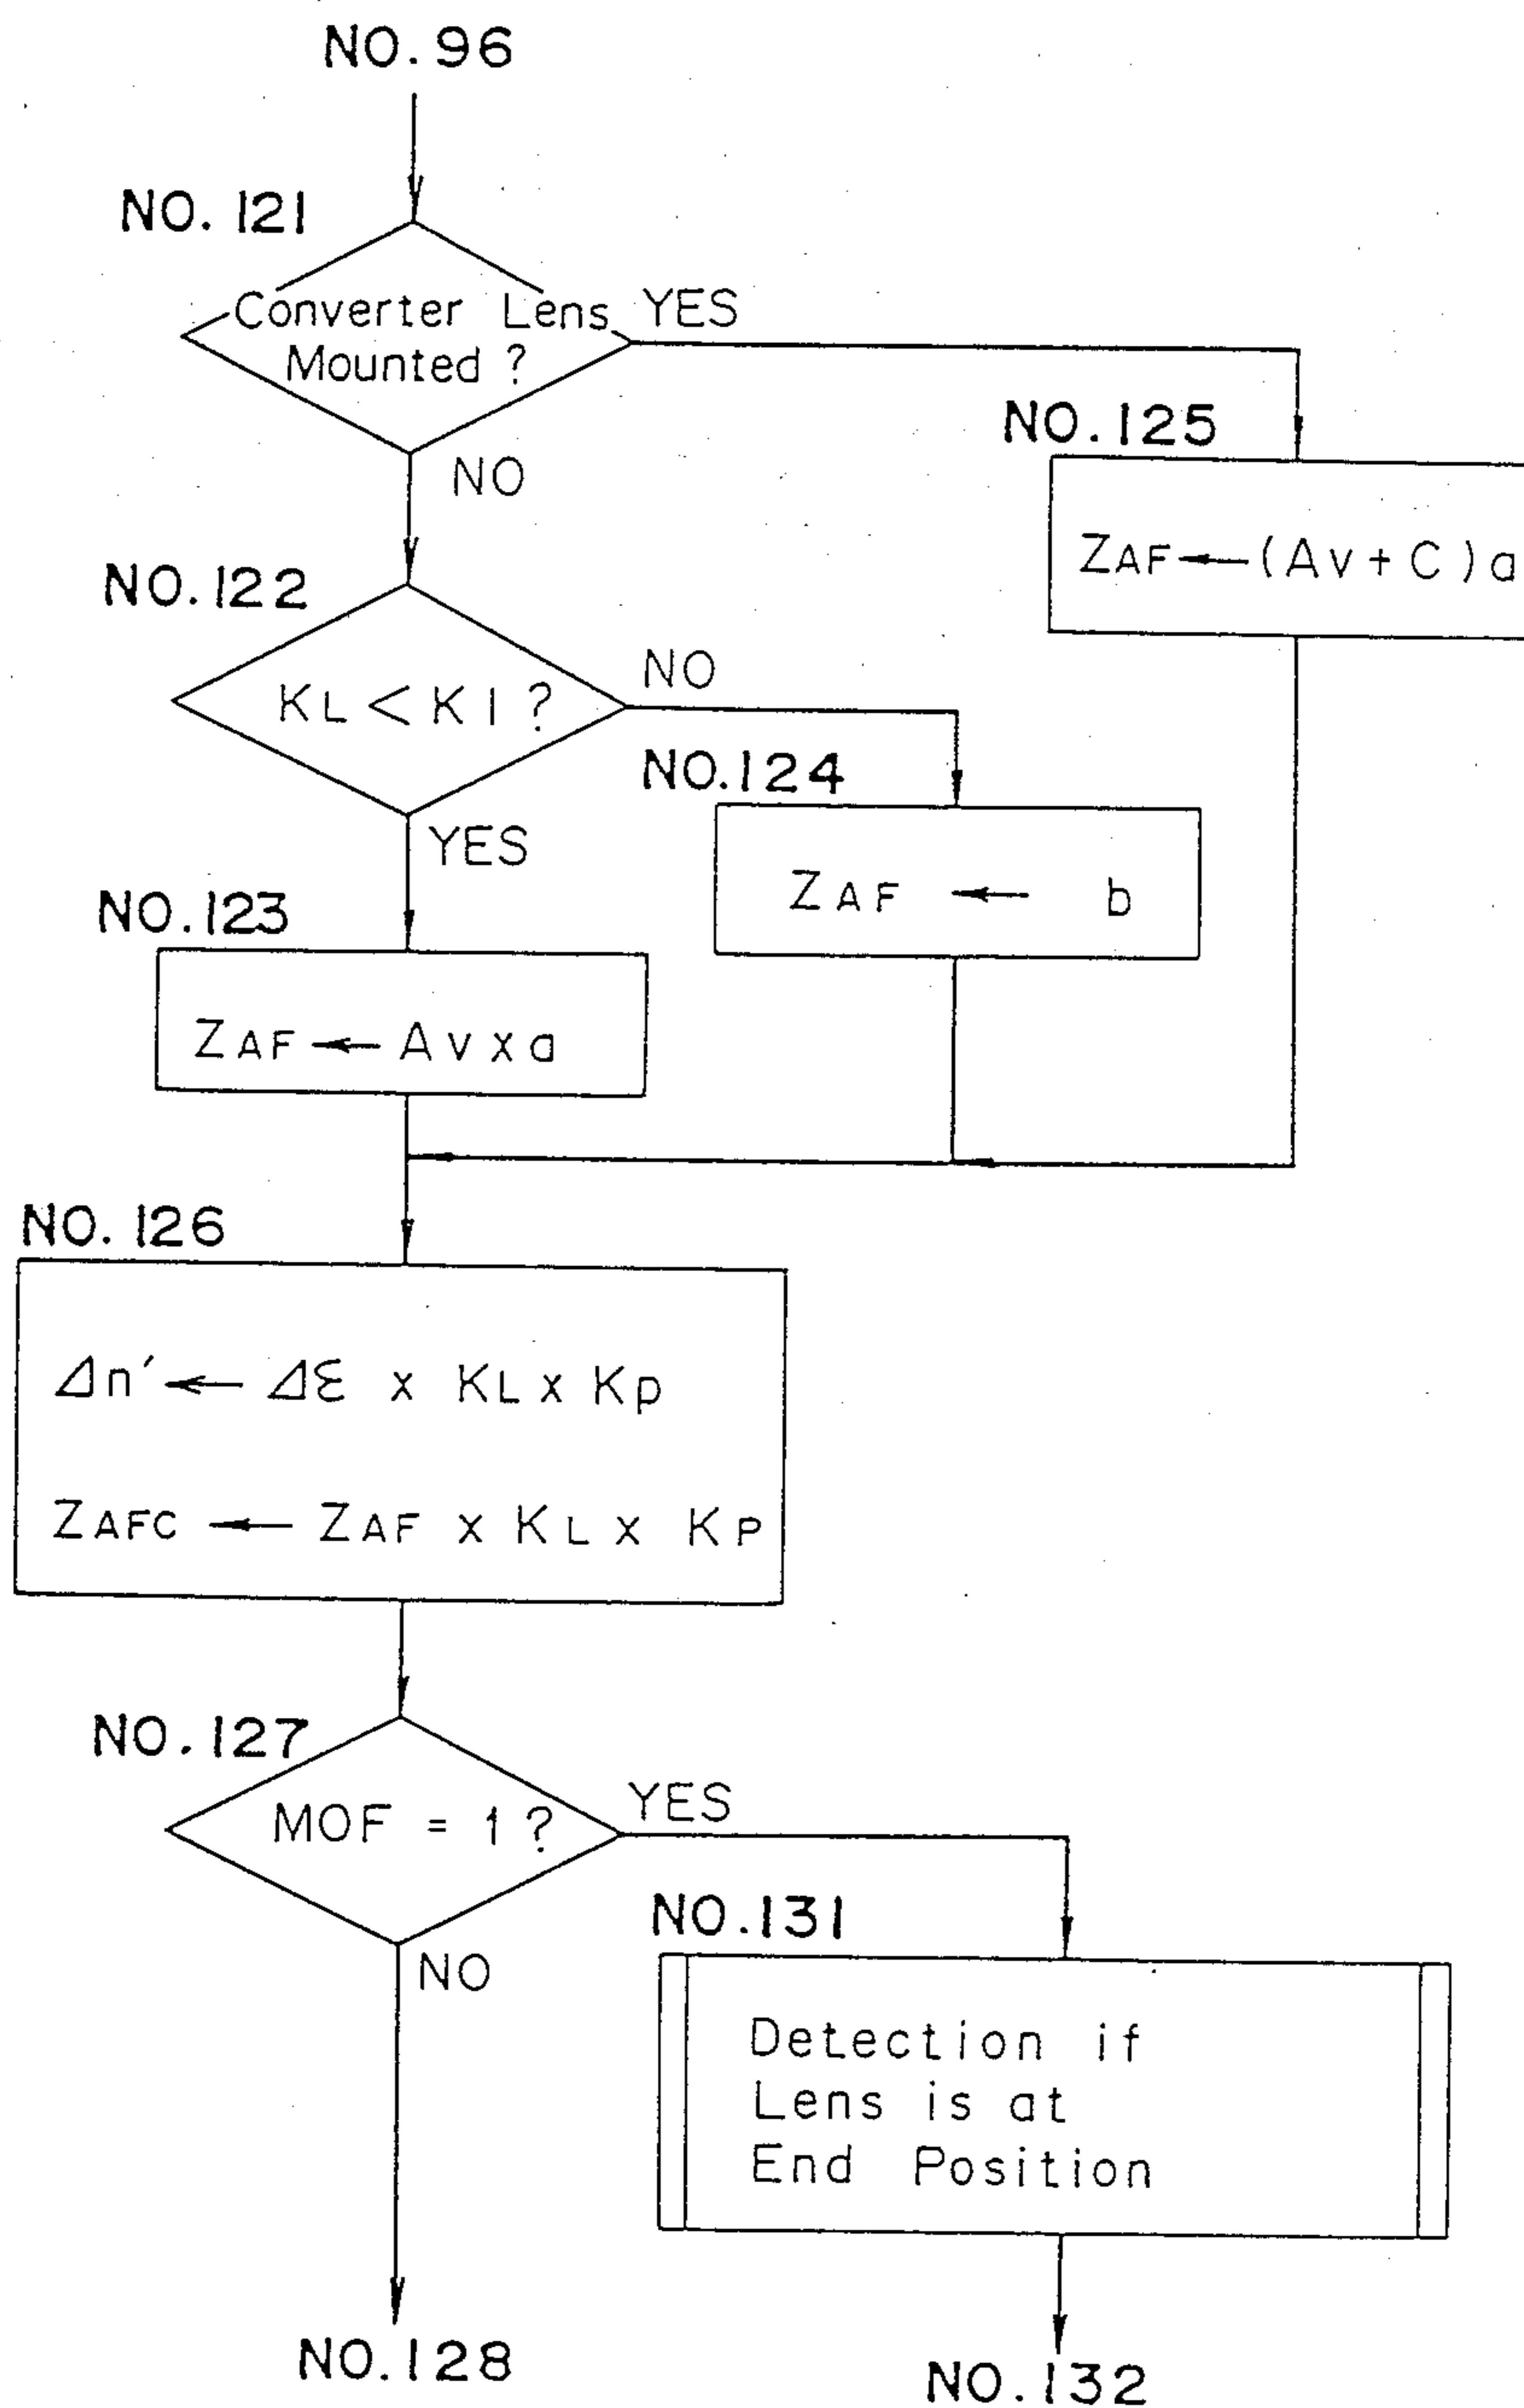 NO. 96
NO. 121
Converter Lens
Mounted ?
YES
NO
NO. 125
ZAF ← (Av + C) a
NO. 122
KL < K1 ?
NO
YES
NO. 124
ZAF ← b
NO. 123
ZAF ← Av x a
NO. 126
Δn′ ← Δε x KL x Kp
ZAFC ← ZAF x KL x KP
NO. 127
MOF = 1 ?
YES
NO
NO. 131
Detection if
Lens is at
End Position
NO. 128
NO. 132